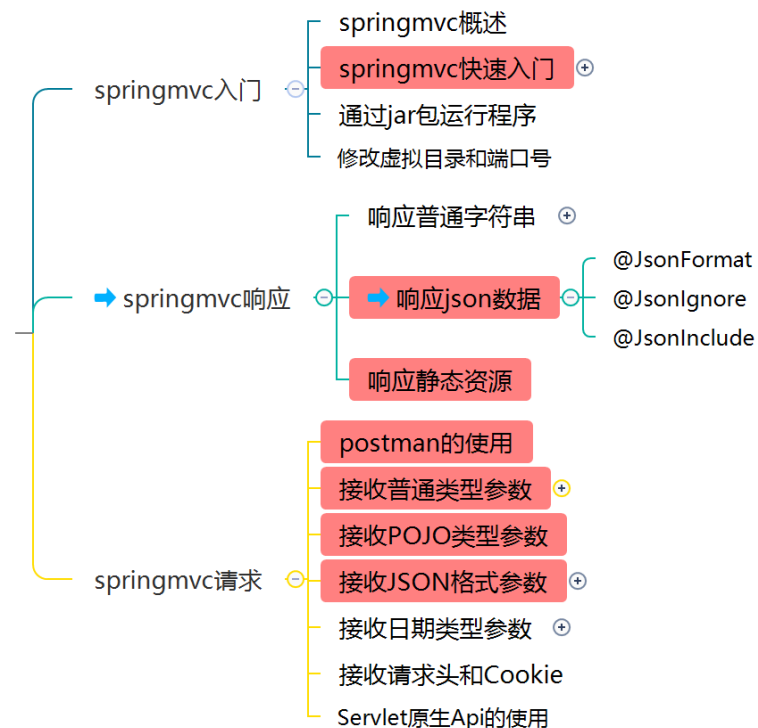 springmvc入门
springmvc概述
springmvc快速入门
通过jar包运行程序
修改虚拟目录和端口号
springmvc响应
响应普通字符串
响应json数据
@JsonFormat
@JsonIgnore
@JsonInclude
响应静态资源
springmvc请求
postman的使用
接收普通类型参数
接收POJO类型参数
接收JSON格式参数
接收日期类型参数
接收请求头和Cookie
Servlet原生Api的使用